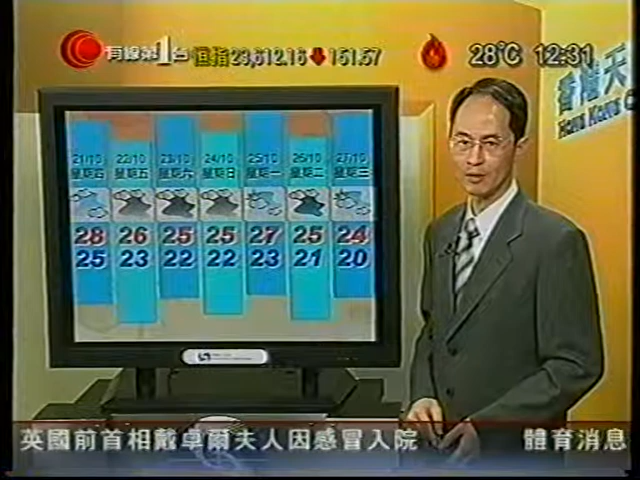 有線第1台 恒指23,612.16 151.57 28°C 12:31
香港天
HONG KONG O
21/10 22/10 23/10 24/10 25/10 26/10 27/10
星期四 星期五 星期六 星期日 星期一 星期二 星期三
28 26 25 25 27 25 24
25 23 22 22 23 21 20
英國前首相戴卓爾夫人因感冒入院 體育消息